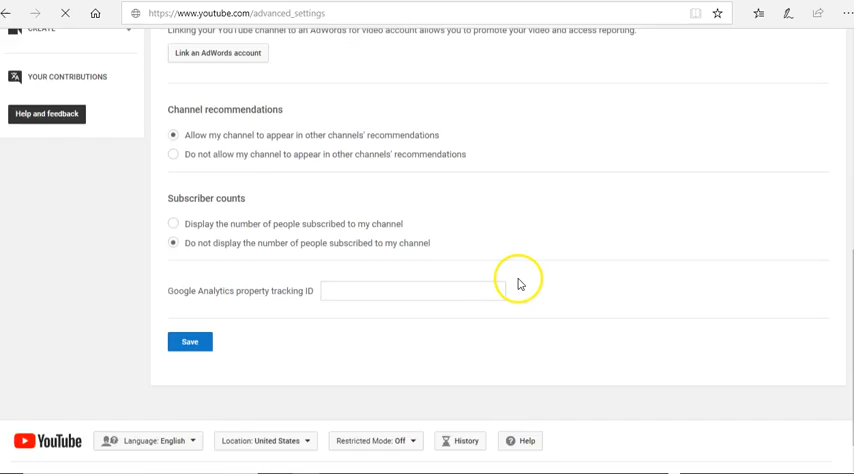 https://www.youtube.com/advanced_settings
CREATE
Linking your YouTube channel to an AdWords for video account allows you to promote your video and access reporting.
Link an AdWords account
YOUR CONTRIBUTIONS
Help and feedback
Channel recommendations
Allow my channel to appear in other channels' recommendations
Do not allow my channel to appear in other channels' recommendations
Subscriber counts
Display the number of people subscribed to my channel
Do not display the number of people subscribed to my channel
Google Analytics property tracking ID
Save
YouTube Language: English Location: United States Restricted Mode: Off History Help